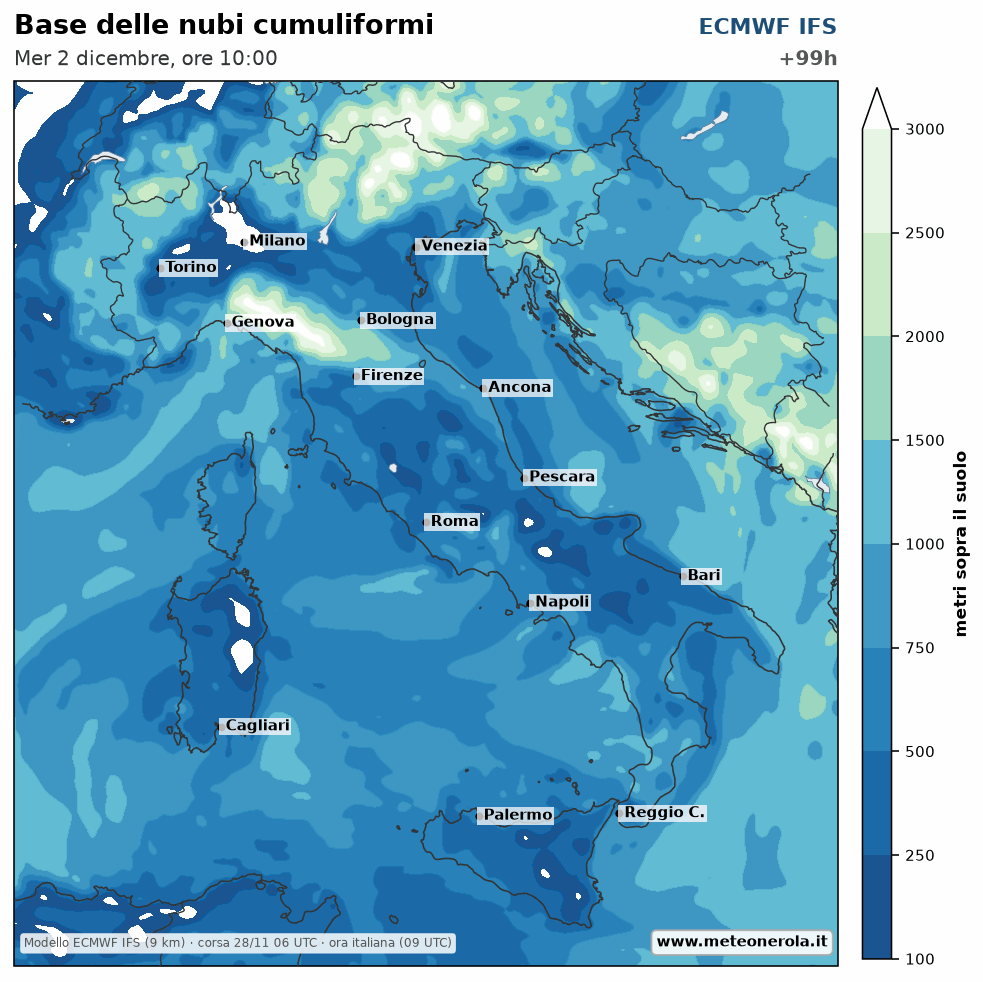 Base delle nubi cumuliformi
ECMWF IFS
Mer 2 dicembre, ore 10:00
+99h
3000
2500
2000
1500
1000
750
500
250
100
metri sopra il suolo
Milano
Venezia
Torino
Genova
Bologna
Firenze
Ancona
Pescara
Roma
Bari
Napoli
Cagliari
Palermo
Reggio C.
Modello ECMWF IFS (9 km) · corsa 28/11 06 UTC · ora italiana (09 UTC)
www.meteonerola.it